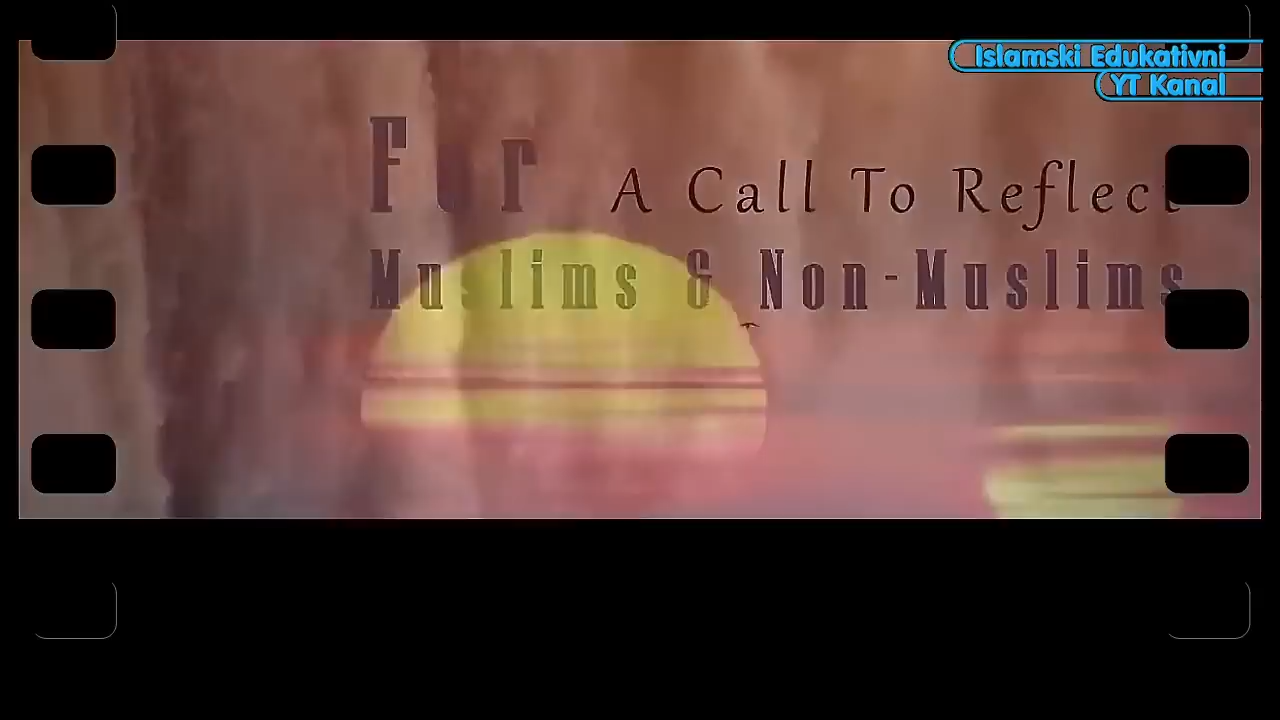 Islamski Edukativni
YT Kanal
For
A Call To Reflect
Muslims & Non-Muslims